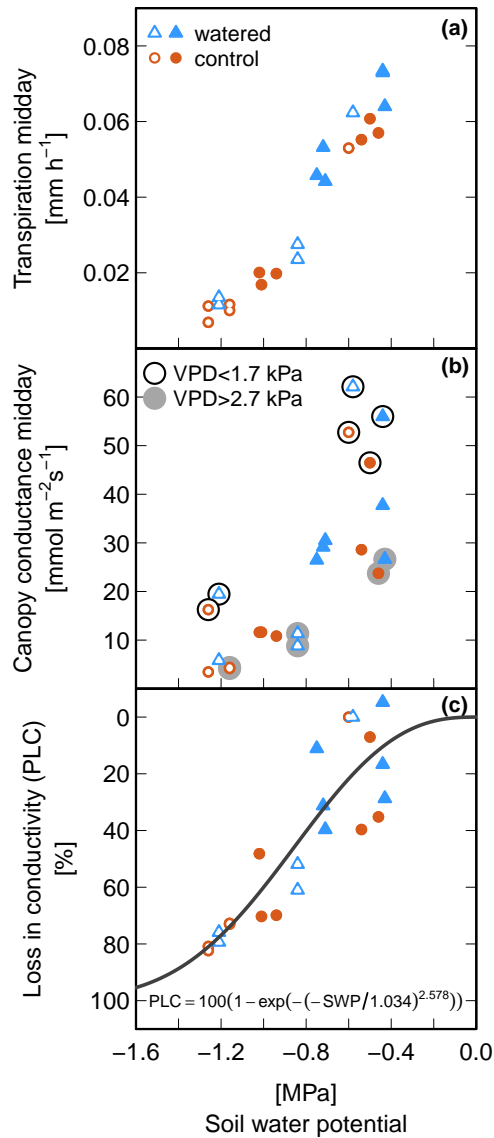 (a)
watered
control
0.08
0.06
0.04
0.02
Transpiration midday
[mm h⁻¹]
(b)
VPD<1.7 kPa
VPD>2.7 kPa
60
50
40
30
20
10
Canopy conductance midday
[mmol m⁻²s⁻¹]
(c)
0
20
40
60
80
100
Loss in conductivity (PLC)
[%]
PLC = 100(1−exp(−(−SWP/1.034)^2.578))
−1.6 −1.2 −0.8 −0.4 0.0
[MPa]
Soil water potential